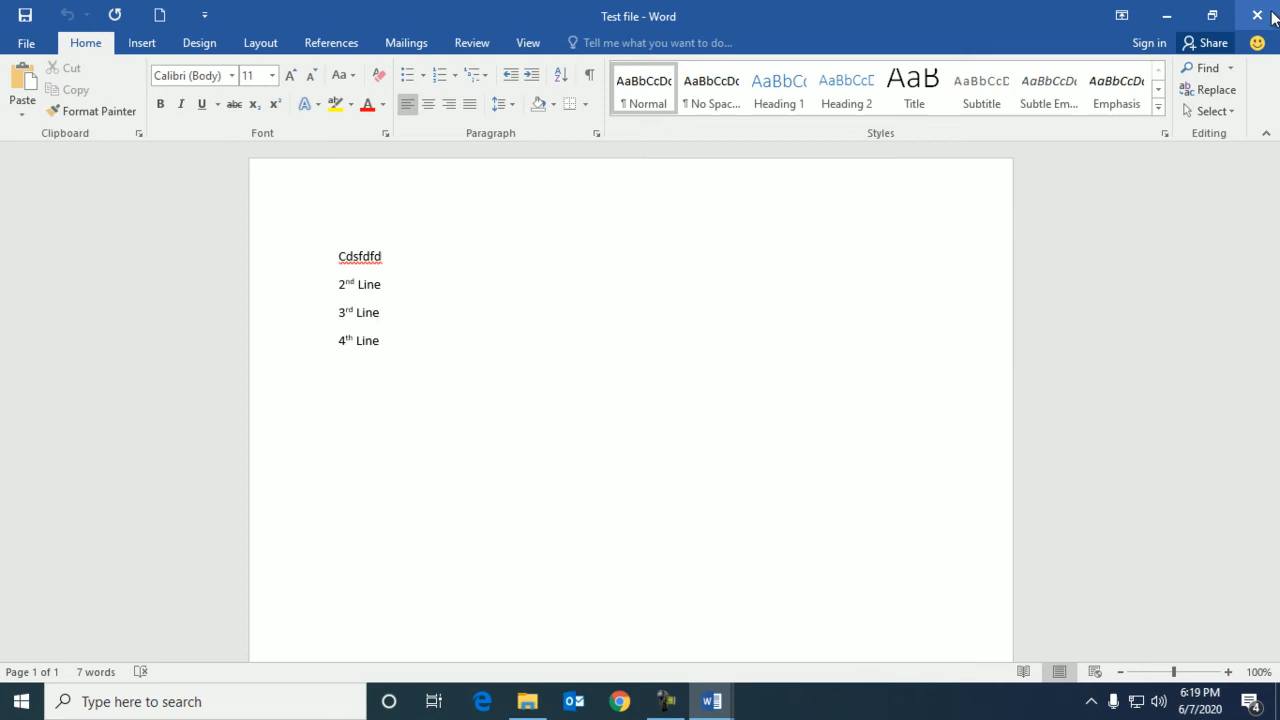 Test file - Word
File Home Insert Design Layout References Mailings Review View Tell me what you want to do... Sign in Share
Paste
Cut
Copy
Format Painter
Clipboard
Calibri (Body) 11
Font
Paragraph
AaBbCcDc AaBbCcDc AaBbCc AaBbCcD AaB AaBbCcD AaBbCcDc AaBbCcDc
¶ Normal ¶ No Spac... Heading Heading 2 Title Subtitle Subtle Em... Emphasis
Styles
Find
Replace
Select
Editing
Cdsfdfd
2nd Line
3rd Line
4th Line
Page 1 of 1 7 words 100%
Type here to search
6:19 PM
6/7/2020
4